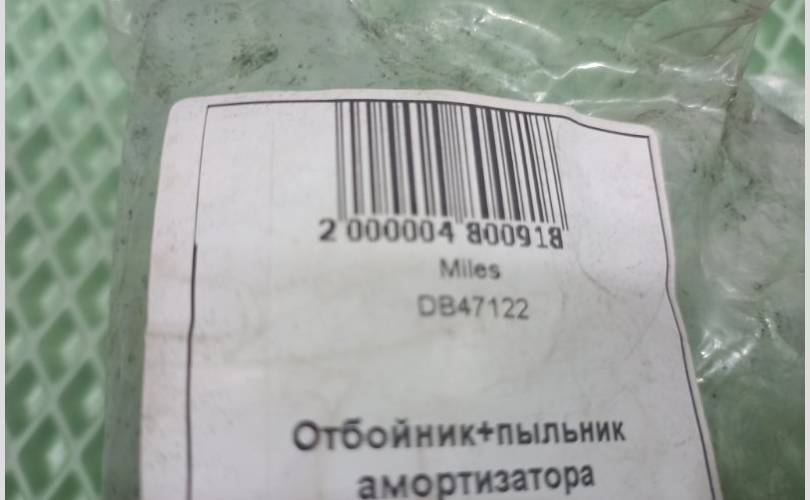 2 000004 800918
Miles
DB47122
Отбойник+пыльник
амортизатора